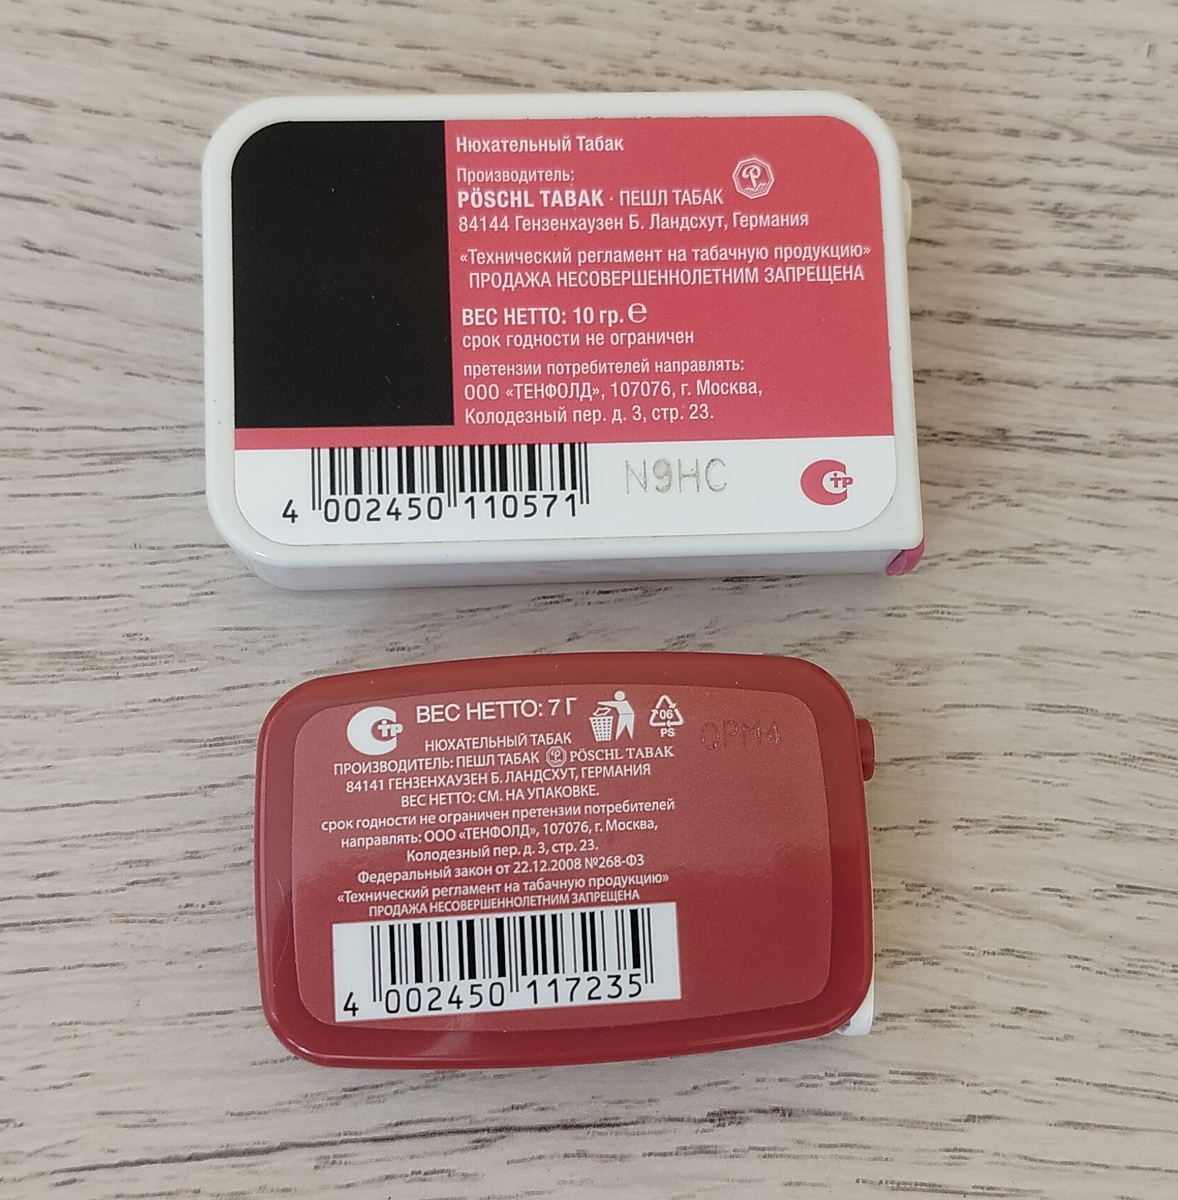 Нюхательный Табак
Производитель:
PÖSCHL TABAK · ПЕШЛ ТАБАК
84144 Гензенхаузен Б. Ландсхут, Германия
«Технический регламент на табачную продукцию»
ПРОДАЖА НЕСОВЕРШЕННОЛЕТНИМ ЗАПРЕЩЕНА
ВЕС НЕТТО: 10 гр. ℮
срок годности не ограничен
претензии потребителей направлять:
ООО «ТЕНФОЛД», 107076, г. Москва,
Колодезный пер. д. 3, стр. 23.
4 002450 110571
N9HC
СТР
СТР
ВЕС НЕТТО: 7 Г
06
PS
QPM4
НЮХАТЕЛЬНЫЙ ТАБАК
ПРОИЗВОДИТЕЛЬ: ПЕШЛ ТАБАК PÖSCHL TABAK
84141 ГЕНЗЕНХАУЗЕН Б. ЛАНДСХУТ, ГЕРМАНИЯ
ВЕС НЕТТО: СМ. НА УПАКОВКЕ.
срок годности не ограничен претензии потребителей
направлять: ООО «ТЕНФОЛД», 107076, г. Москва,
Колодезный пер. д. 3, стр. 23.
Федеральный закон от 22.12.2008 №268-ФЗ
«Технический регламент на табачную продукцию»
ПРОДАЖА НЕСОВЕРШЕННОЛЕТНИМ ЗАПРЕЩЕНА
4 002450 117235